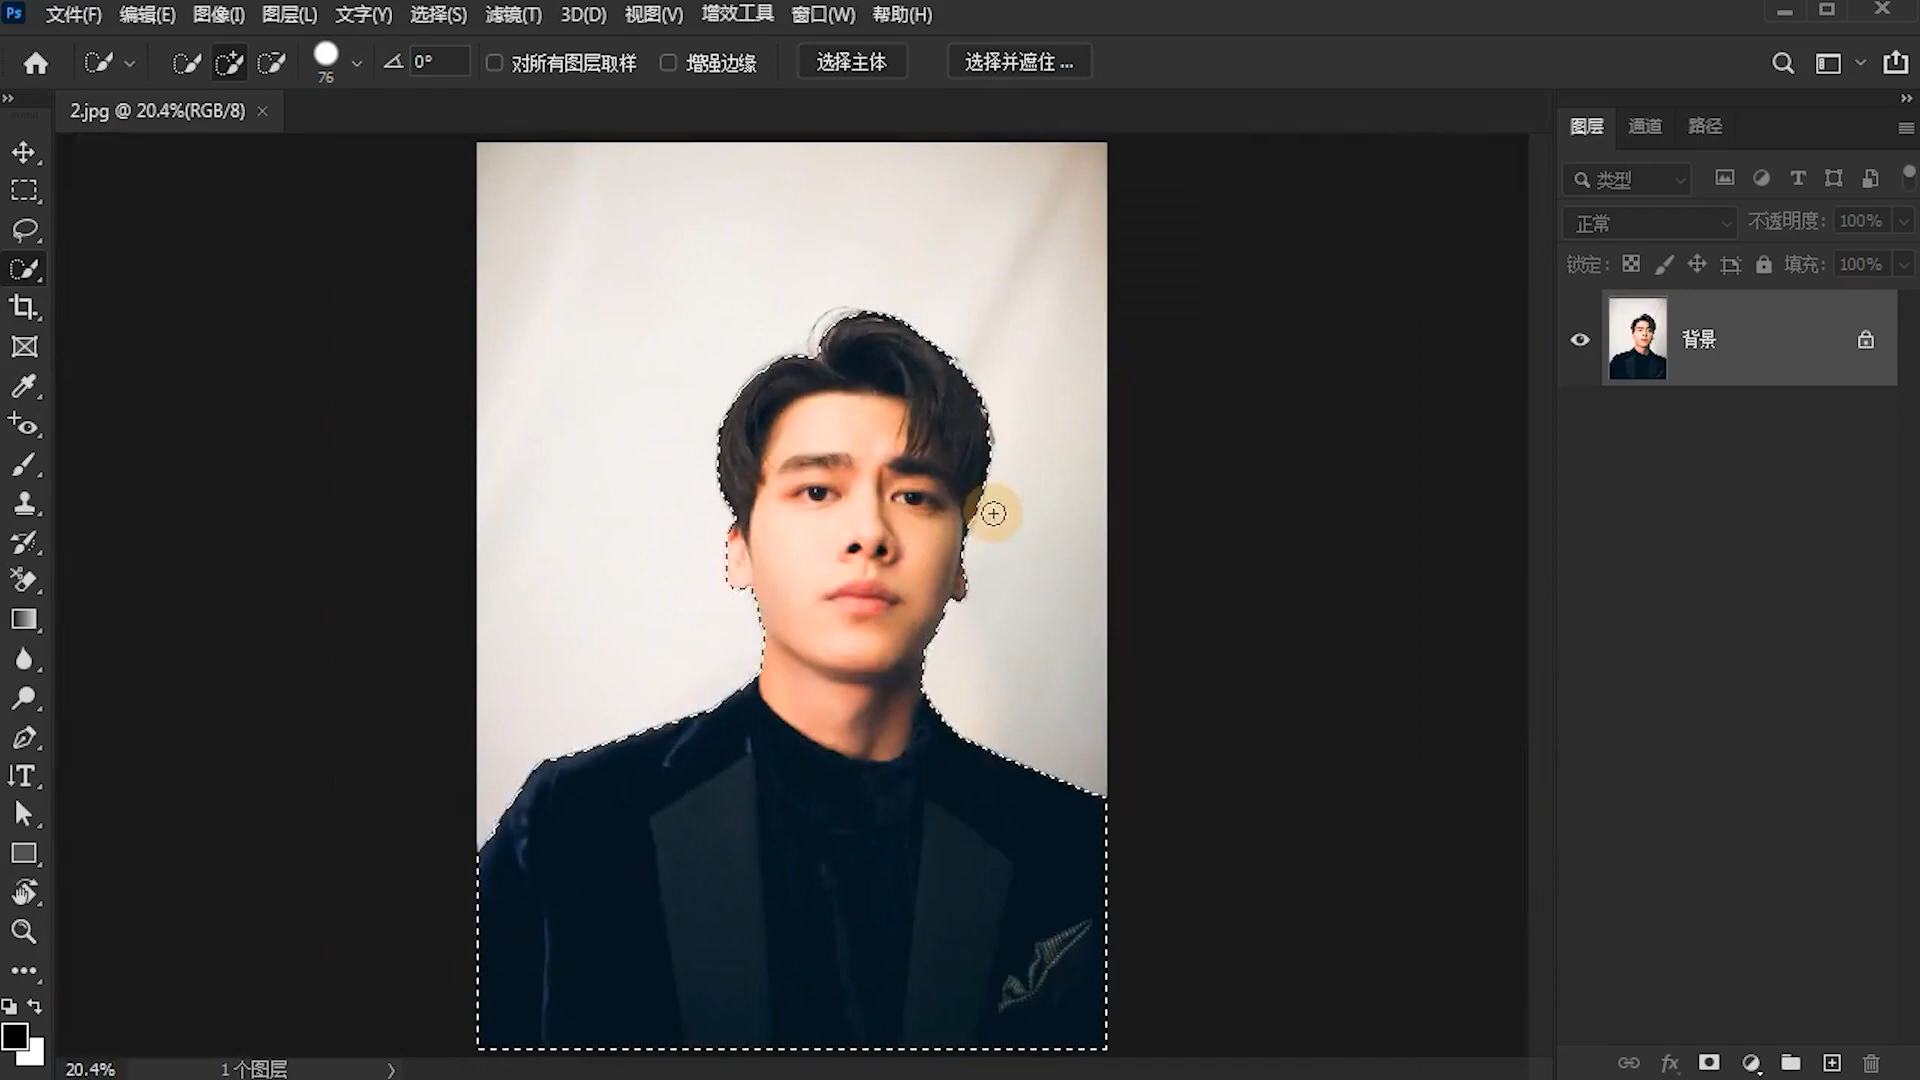 Ps 文件(F) 编辑(E) 图像(I) 图层(L) 文字(Y) 选择(S) 滤镜(T) 3D(D) 视图(V) 增效工具 窗口(W) 帮助(H)
76 0° 对所有图层取样 增强边缘 选择主体 选择并遮住 ...
2.jpg @ 20.4%(RGB/8) ×
图层 通道 路径
类型
正常 不透明度: 100%
锁定: 填充: 100%
背景
20.4% 1 个图层